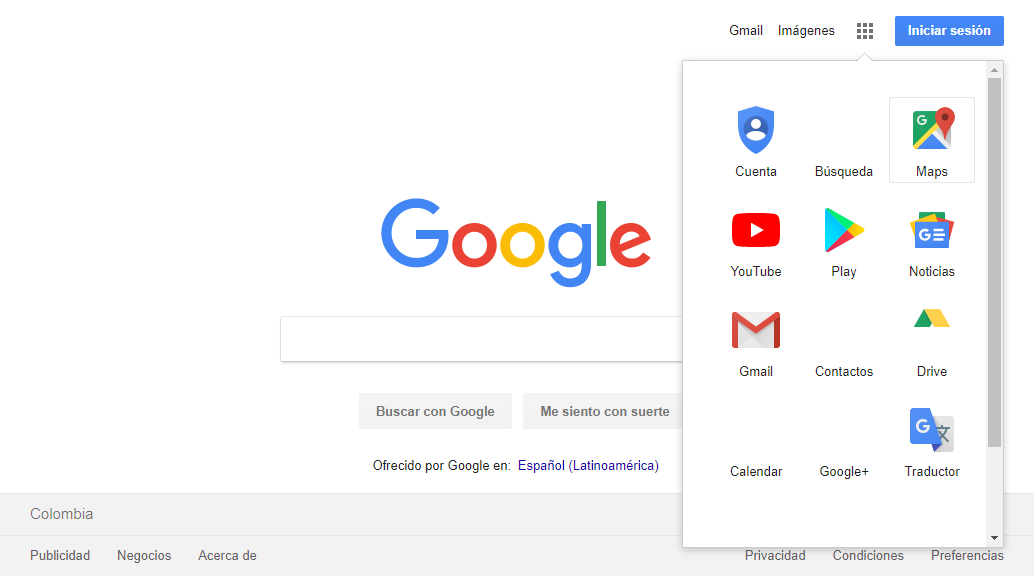 Gmail Imágenes Iniciar sesión
Cuenta Búsqueda Maps
YouTube Play Noticias
Gmail Contactos Drive
Calendar Google+ Traductor
Google
Buscar con Google Me siento con suerte
Ofrecido por Google en: Español (Latinoamérica)
Colombia
Publicidad Negocios Acerca de Privacidad Condiciones Preferencias